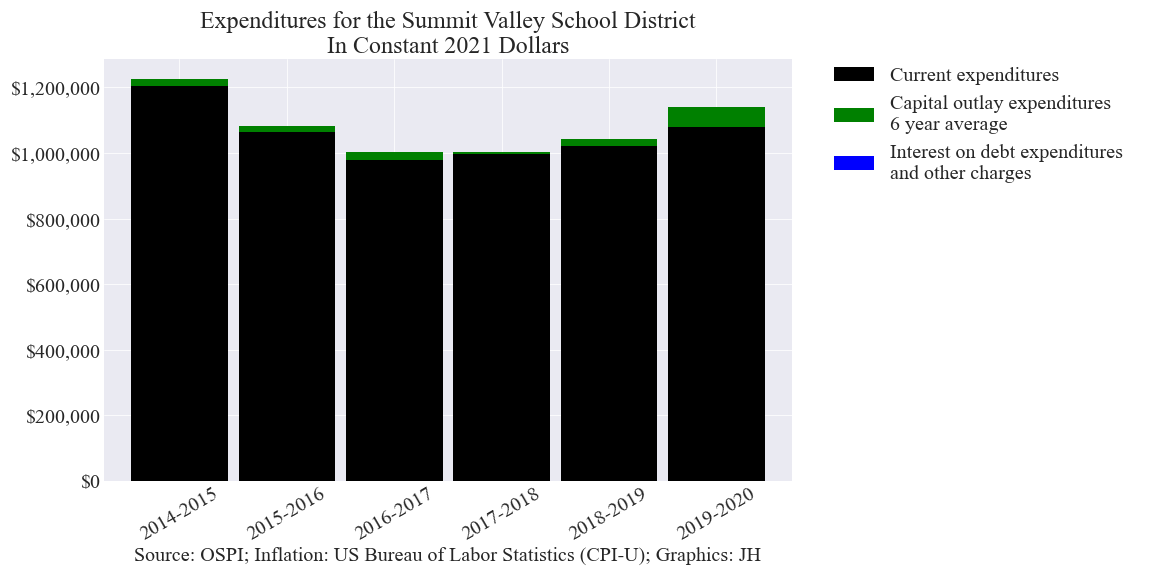 Expenditures for the Summit Valley School District
In Constant 2021 Dollars
$1,200,000
$1,000,000
$800,000
$600,000
$400,000
$200,000
$0
2014-2015
2015-2016
2016-2017
2017-2018
2018-2019
2019-2020
Source: OSPI; Inflation: US Bureau of Labor Statistics (CPI-U); Graphics: JH
Current expenditures
Capital outlay expenditures
6 year average
Interest on debt expenditures
and other charges